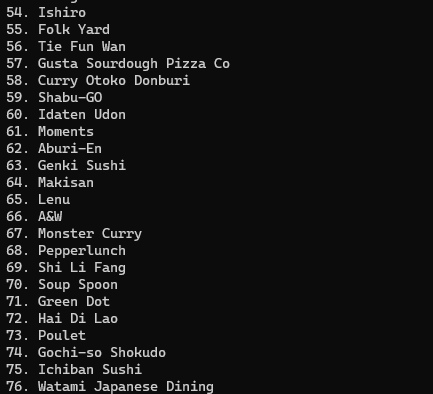 54. Ishiro
55. Folk Yard
56. Tie Fun Wan
57. Gusta Sourdough Pizza Co
58. Curry Otoko Donburi
59. Shabu-GO
60. Idaten Udon
61. Moments
62. Aburi-En
63. Genki Sushi
64. Makisan
65. Lenu
66. A&W
67. Monster Curry
68. Pepperlunch
69. Shi Li Fang
70. Soup Spoon
71. Green Dot
72. Hai Di Lao
73. Poulet
74. Gochi-so Shokudo
75. Ichiban Sushi
76. Watami Japanese Dining